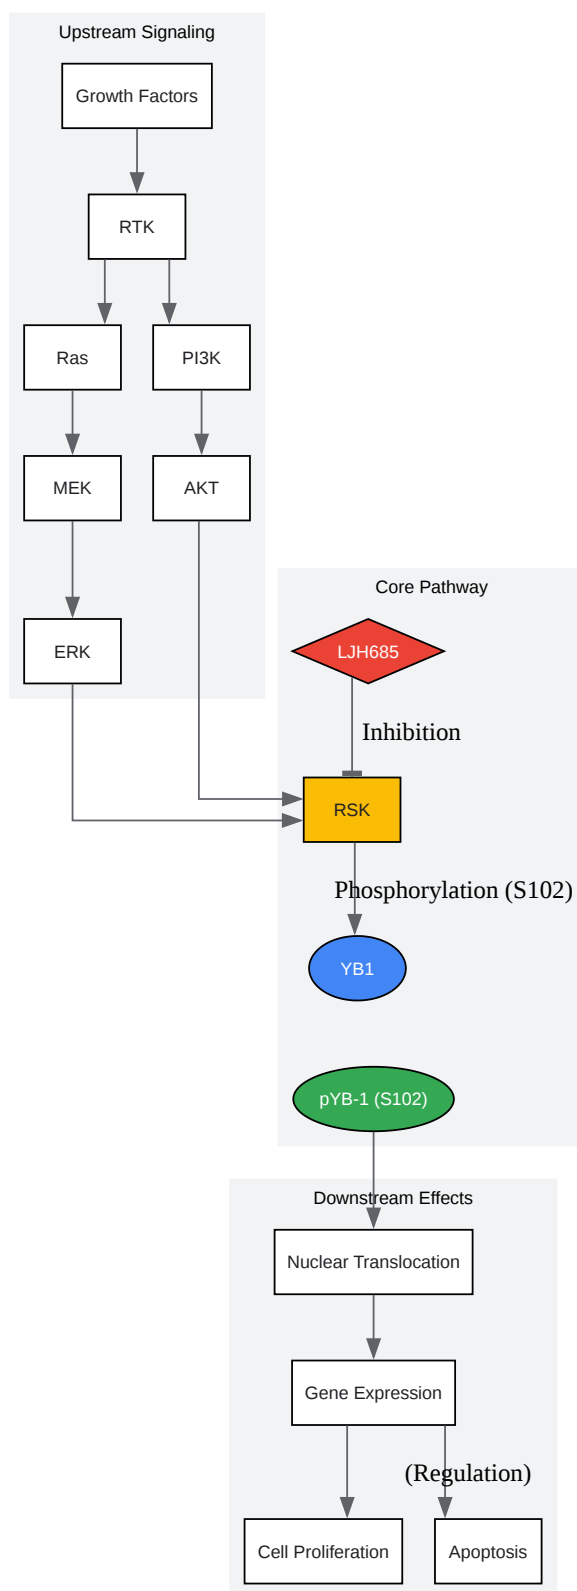 Upstream Signaling
Growth Factors
RTK
Ras
PI3K
MEK
AKT
ERK
Core Pathway
LJH685
Inhibition
RSK
Phosphorylation (S102)
YB1
pYB-1 (S102)
Downstream Effects
Nuclear Translocation
Gene Expression
(Regulation)
Cell Proliferation
Apoptosis